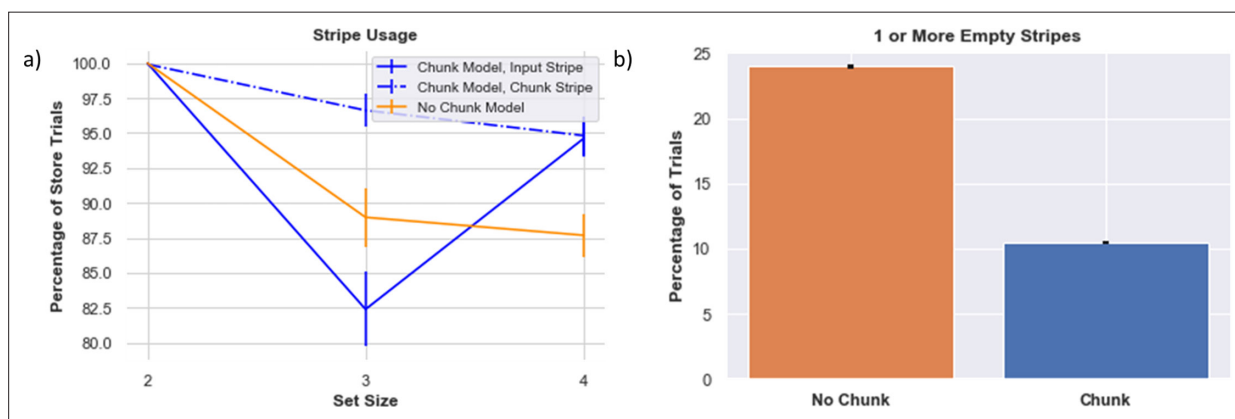 a)
Stripe Usage
Chunk Model, Input Stripe
Chunk Model, Chunk Stripe
No Chunk Model
Percentage of Store Trials
100.0
97.5
95.0
92.5
90.0
87.5
85.0
82.5
80.0
2
3
4
Set Size
b)
1 or More Empty Stripes
Percentage of Trials
25
20
15
10
5
0
No Chunk
Chunk